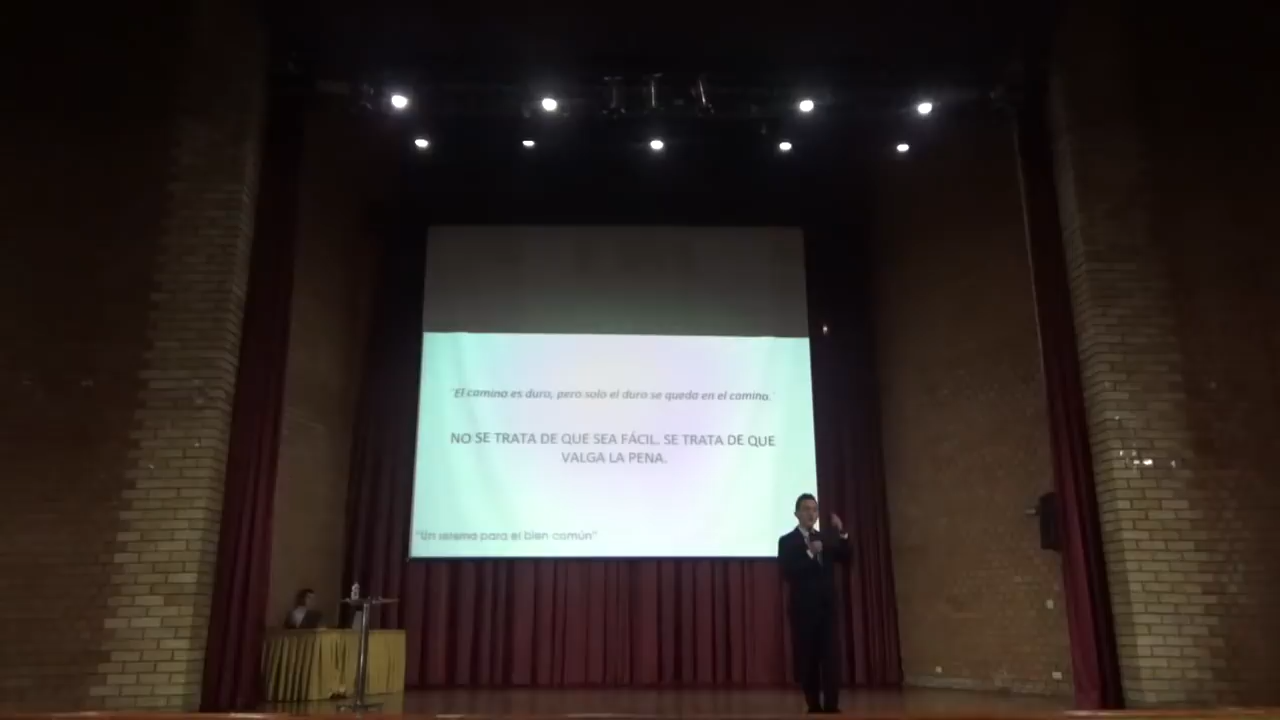 "El camino es duro, pero solo el duro se queda en el camino."
NO SE TRATA DE QUE SEA FÁCIL. SE TRATA DE QUE
VALGA LA PENA.
"Un sistema para el bien común"